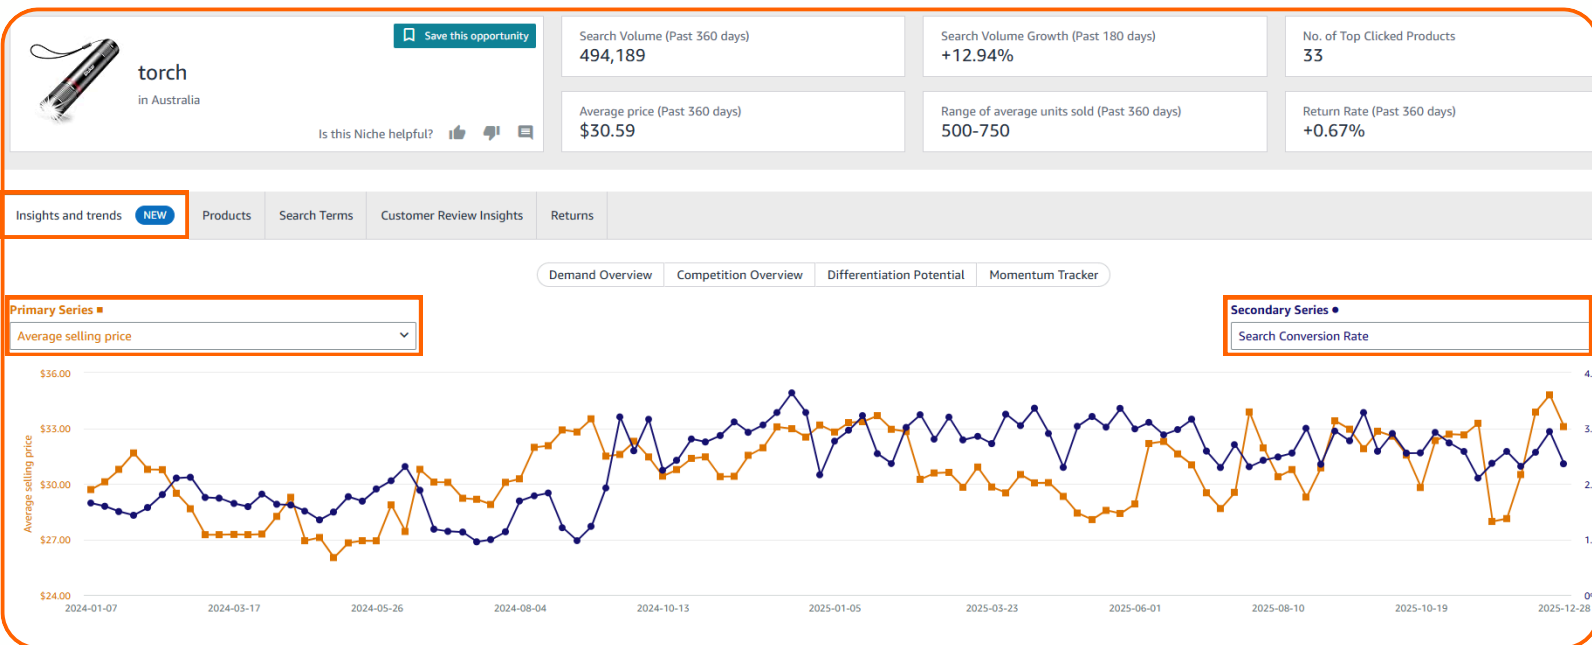 torch
in Australia
Save this opportunity
Is this Niche helpful?
Search Volume (Past 360 days)
494,189
Search Volume Growth (Past 180 days)
+12.94%
No. of Top Clicked Products
33
Average price (Past 360 days)
$30.59
Range of average units sold (Past 360 days)
500-750
Return Rate (Past 360 days)
+0.67%
Insights and trends NEW
Products
Search Terms
Customer Review Insights
Returns
Demand Overview
Competition Overview
Differentiation Potential
Momentum Tracker
Primary Series
Average selling price
Secondary Series
Search Conversion Rate
Average selling price
$36.00
$33.00
$30.00
$27.00
$24.00
4.
3.
2.
1.
2024-01-07
2024-03-17
2024-05-26
2024-08-04
2024-10-13
2025-01-05
2025-03-23
2025-06-01
2025-08-10
2025-10-19
2025-12-28